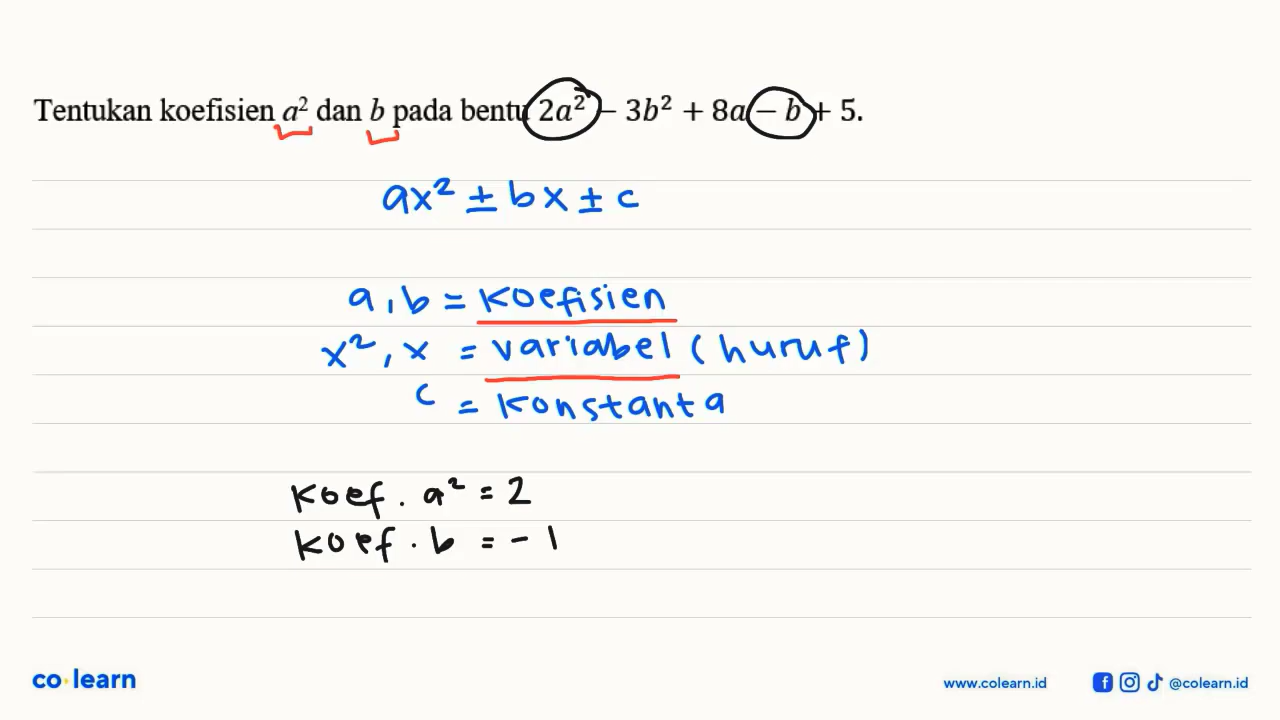 Tentukan koefisien a² dan b pada bentu 2a² − 3b² + 8a − b + 5.
ax² ± bx ± c
a, b = koefisien
x², x = variabel (huruf)
c = konstanta
koef. a² = 2
koef. b = - 1
co learn
www.colearn.id
@colearn.id